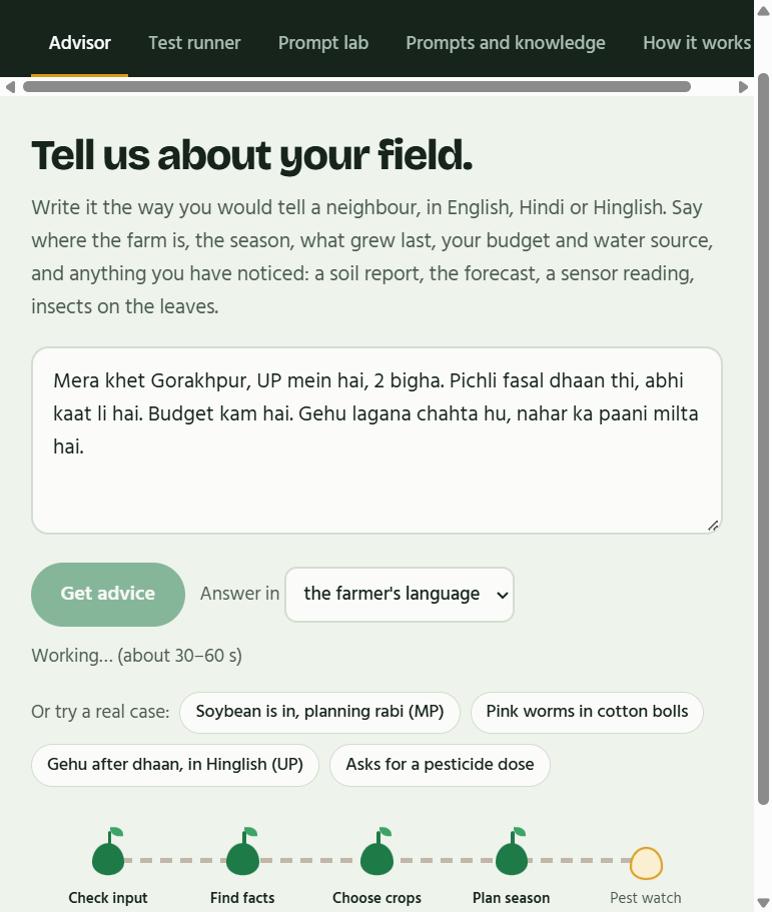 Advisor Test runner Prompt lab Prompts and knowledge How it works
Tell us about your field.
Write it the way you would tell a neighbour, in English, Hindi or Hinglish. Say
where the farm is, the season, what grew last, your budget and water source,
and anything you have noticed: a soil report, the forecast, a sensor reading,
insects on the leaves.
Mera khet Gorakhpur, UP mein hai, 2 bigha. Pichli fasal dhaan thi, abhi
kaat li hai. Budget kam hai. Gehu lagana chahta hu, nahar ka paani milta
hai.
Get advice Answer in the farmer's language
Working... (about 30–60 s)
Or try a real case: Soybean is in, planning rabi (MP) Pink worms in cotton bolls
Gehu after dhaan, in Hinglish (UP) Asks for a pesticide dose
Check input Find facts Choose crops Plan season Pest watch